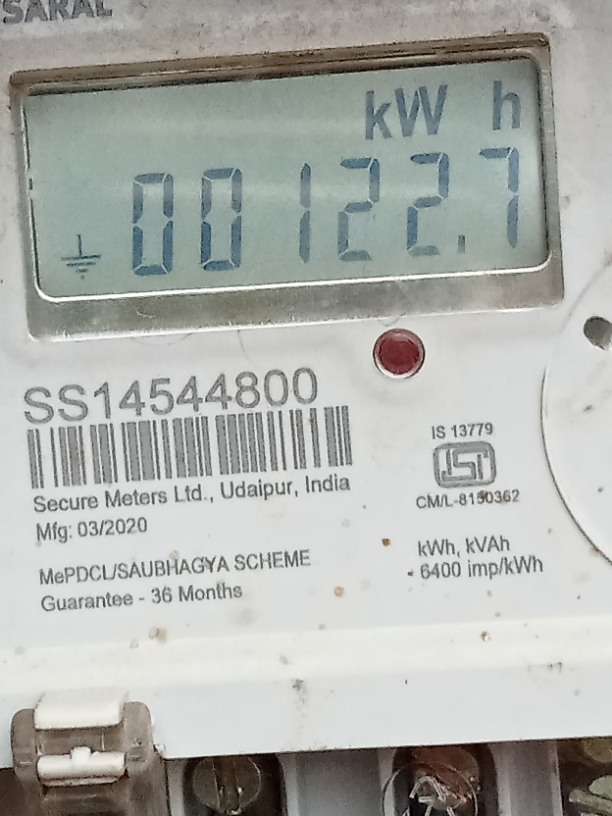 SARAL
kW h
00122.7
SS14544800
Secure Meters Ltd., Udaipur, India
Mfg: 03/2020
MePDCL/SAUBHAGYA SCHEME
Guarantee - 36 Months
IS 13779
ISI
CM/L-8150362
kWh, kVAh
- 6400 imp/kWh